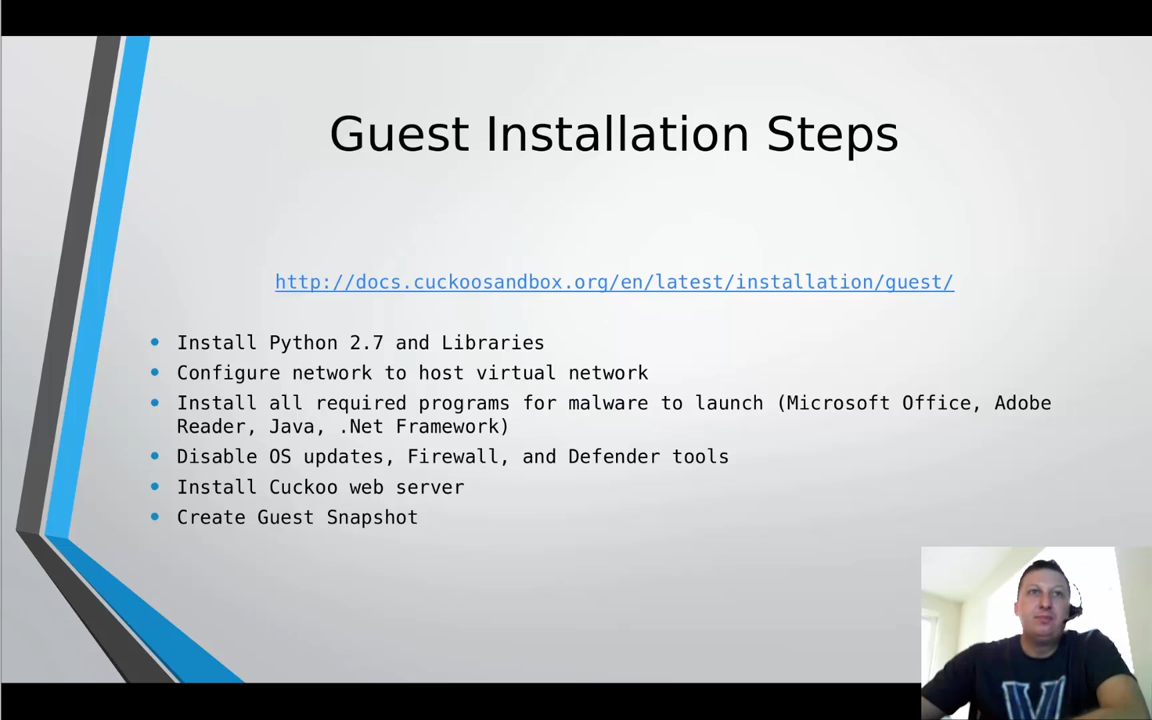 Guest Installation Steps
http://docs.cuckoosandbox.org/en/latest/installation/guest/
Install Python 2.7 and Libraries
Configure network to host virtual network
Install all required programs for malware to launch (Microsoft Office, Adobe
Reader, Java, .Net Framework)
Disable OS updates, Firewall, and Defender tools
Install Cuckoo web server
Create Guest Snapshot
V